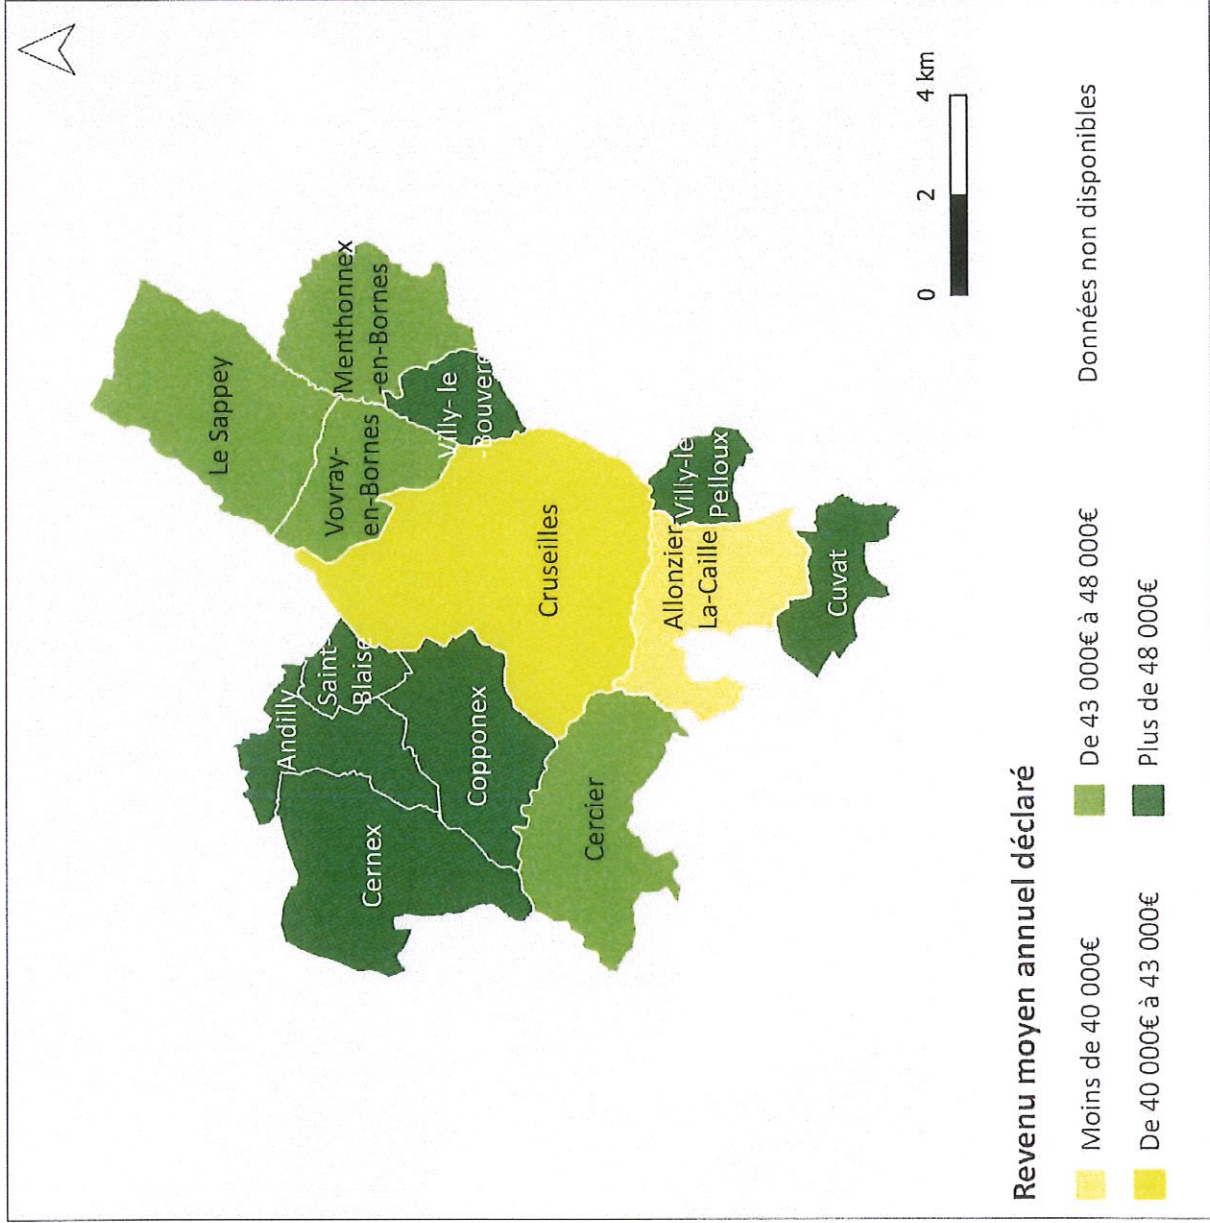 Le Sappey
Menthonnex
-en-Bornes
Vovray-
en-Bornes
Villy- le
-Bouveret
Saint-
Blaise
Andilly
Cernex
Copponex
Cruseilles
Cercier
Allonzier-
La-Caille
Villy-le-
Pelloux
Cuvat
0 2 4 km
Revenu moyen annuel déclaré
Moins de 40 000€
De 40 000€ à 43 000€
De 43 000€ à 48 000€
Plus de 48 000€
Données non disponibles